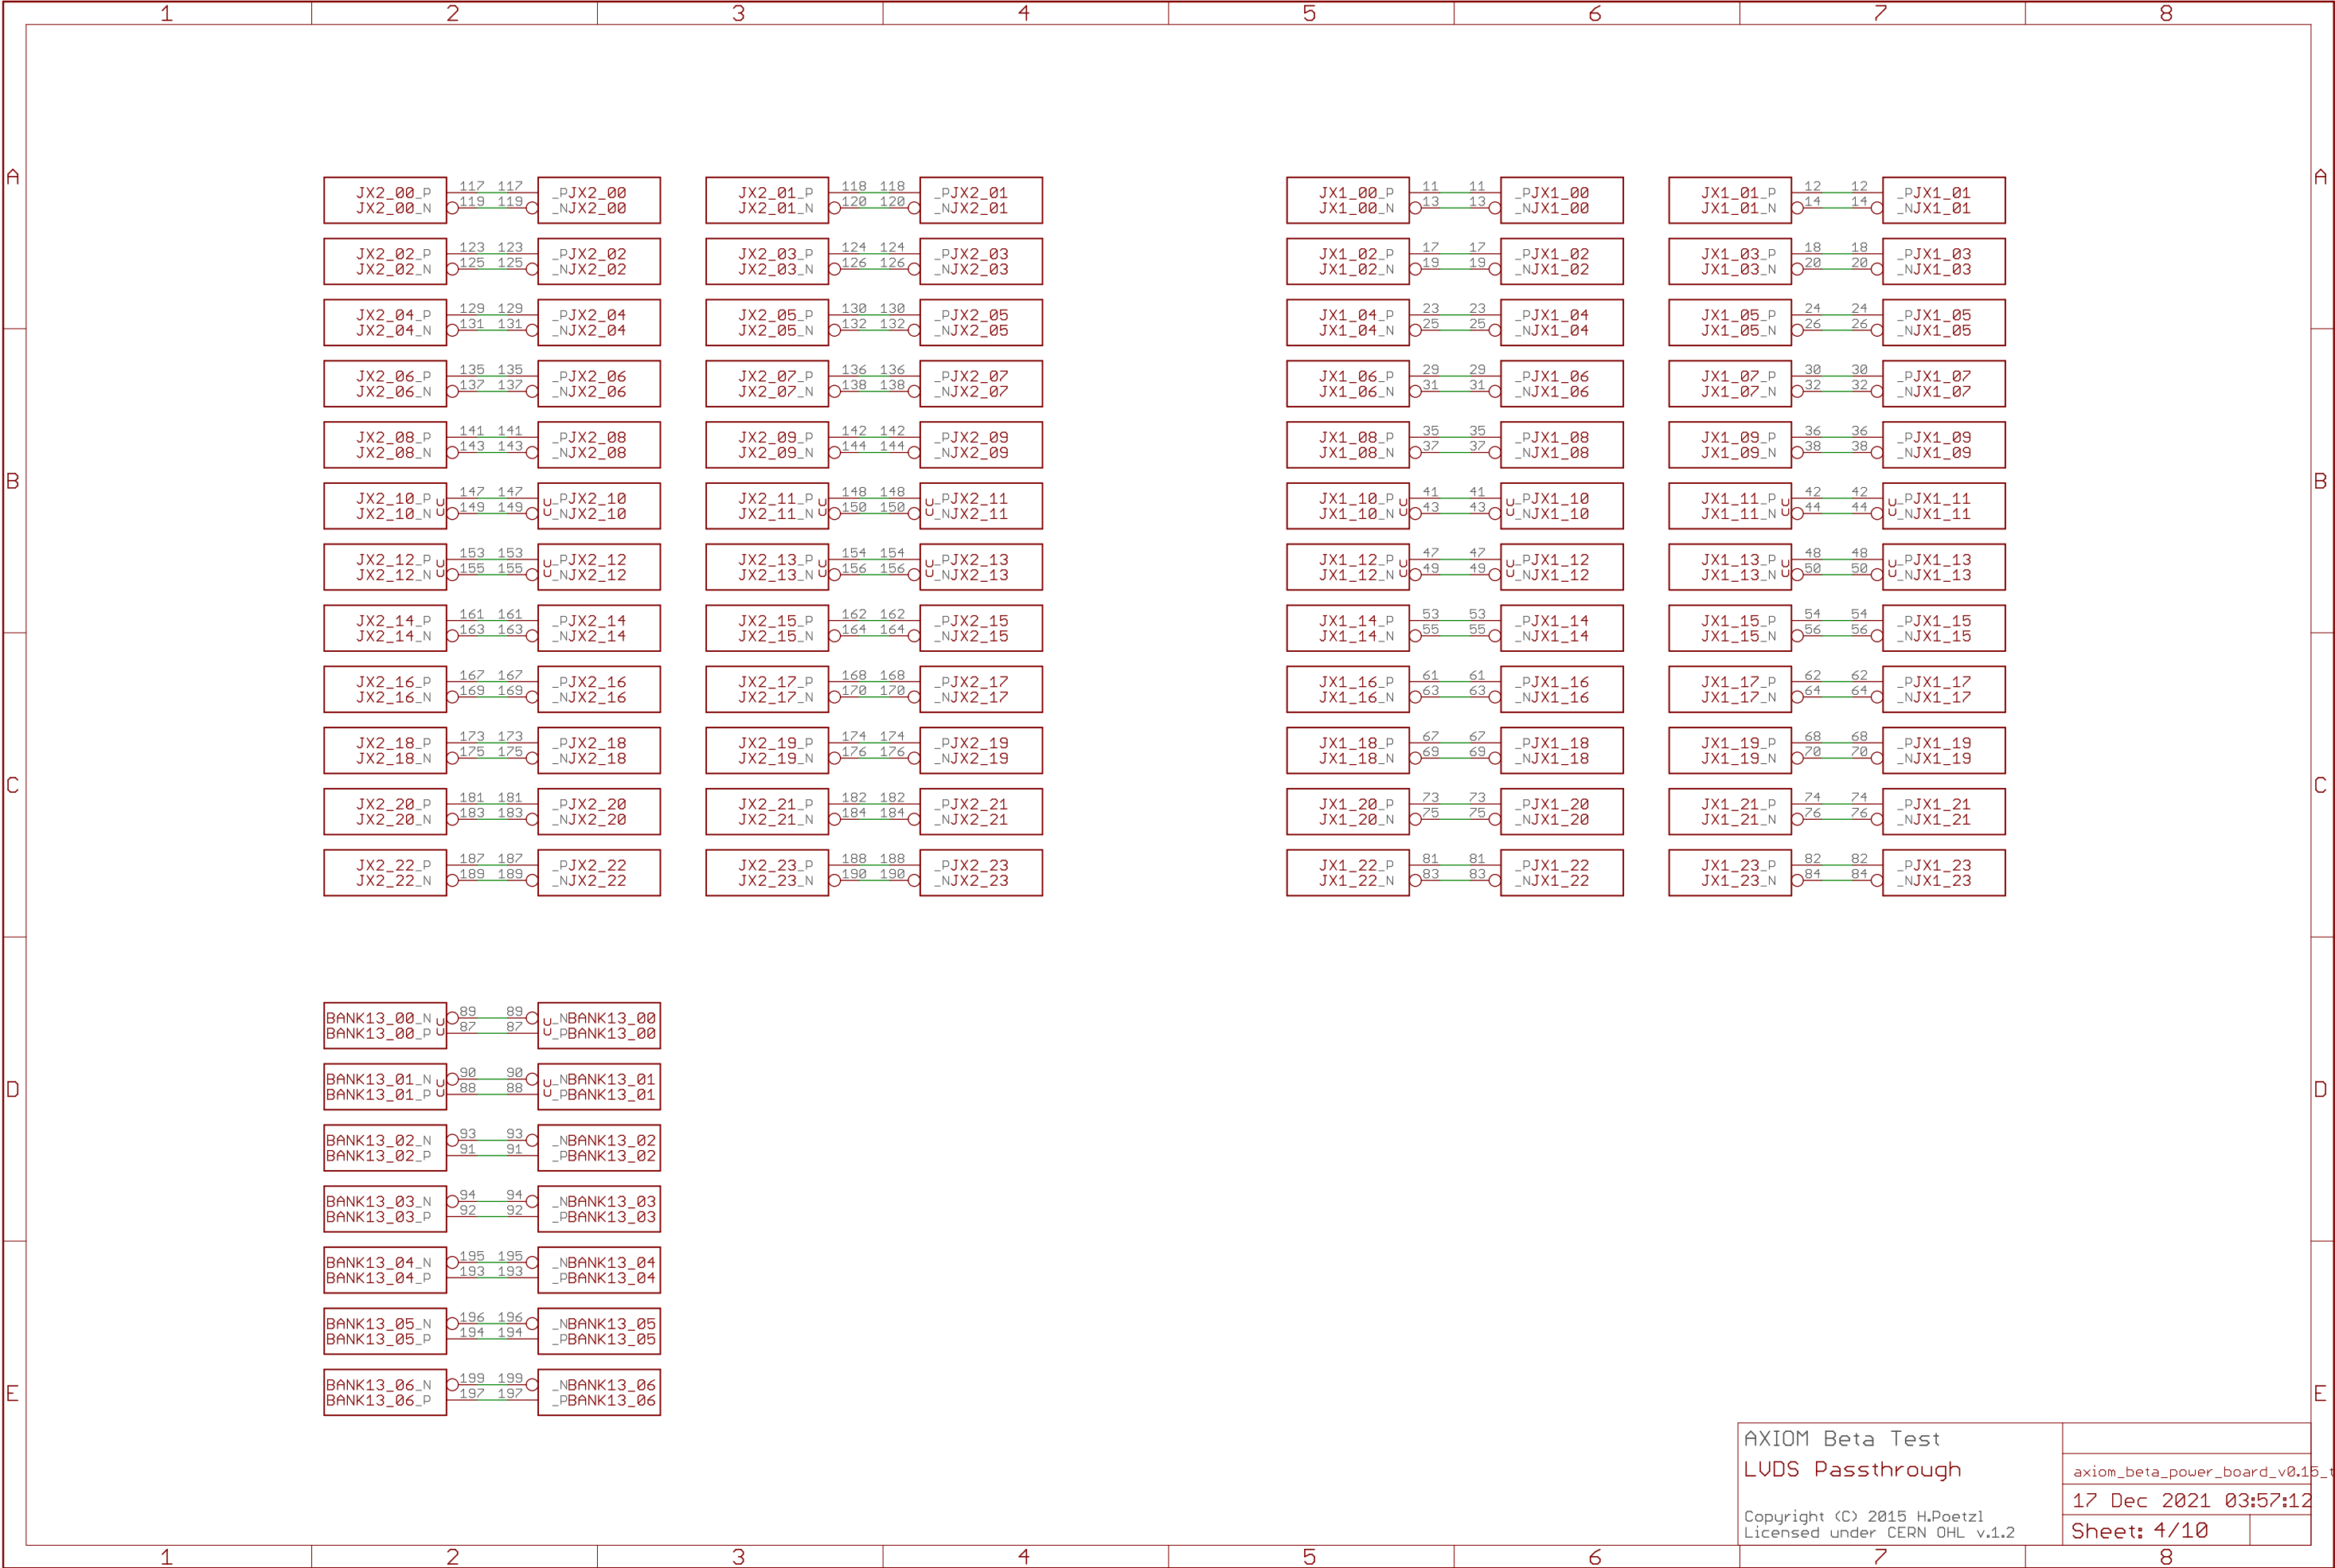 1 2 3 4 5 6 7 8
A A
JX2_00_P 117 117 _PJX2_00 JX2_01_P 118 118 _PJX2_01 JX1_00_P 11 11 _PJX1_00 JX1_01_P 12 12 _PJX1_01
JX2_00_N 119 119 _NJX2_00 JX2_01_N 120 120 _NJX2_01 JX1_00_N 13 13 _NJX1_00 JX1_01_N 14 14 _NJX1_01
JX2_02_P 123 123 _PJX2_02 JX2_03_P 124 124 _PJX2_03 JX1_02_P 17 17 _PJX1_02 JX1_03_P 18 18 _PJX1_03
JX2_02_N 125 125 _NJX2_02 JX2_03_N 126 126 _NJX2_03 JX1_02_N 19 19 _NJX1_02 JX1_03_N 20 20 _NJX1_03
JX2_04_P 129 129 _PJX2_04 JX2_05_P 130 130 _PJX2_05 JX1_04_P 23 23 _PJX1_04 JX1_05_P 24 24 _PJX1_05
JX2_04_N 131 131 _NJX2_04 JX2_05_N 132 132 _NJX2_05 JX1_04_N 25 25 _NJX1_04 JX1_05_N 26 26 _NJX1_05
JX2_06_P 135 135 _PJX2_06 JX2_07_P 136 136 _PJX2_07 JX1_06_P 29 29 _PJX1_06 JX1_07_P 30 30 _PJX1_07
JX2_06_N 137 137 _NJX2_06 JX2_07_N 138 138 _NJX2_07 JX1_06_N 31 31 _NJX1_06 JX1_07_N 32 32 _NJX1_07
JX2_08_P 141 141 _PJX2_08 JX2_09_P 142 142 _PJX2_09 JX1_08_P 35 35 _PJX1_08 JX1_09_P 36 36 _PJX1_09
JX2_08_N 143 143 _NJX2_08 JX2_09_N 144 144 _NJX2_09 JX1_08_N 37 37 _NJX1_08 JX1_09_N 38 38 _NJX1_09
B B
JX2_10_P U 147 147 U_PJX2_10 JX2_11_P U 148 148 U_PJX2_11 JX1_10_P U 41 41 U_PJX1_10 JX1_11_P U 42 42 U_PJX1_11
JX2_10_N U 149 149 U_NJX2_10 JX2_11_N U 150 150 U_NJX2_11 JX1_10_N U 43 43 U_NJX1_10 JX1_11_N U 44 44 U_NJX1_11
JX2_12_P U 153 153 U_PJX2_12 JX2_13_P U 154 154 U_PJX2_13 JX1_12_P U 47 47 U_PJX1_12 JX1_13_P U 48 48 U_PJX1_13
JX2_12_N U 155 155 U_NJX2_12 JX2_13_N U 156 156 U_NJX2_13 JX1_12_N U 49 49 U_NJX1_12 JX1_13_N U 50 50 U_NJX1_13
JX2_14_P 161 161 _PJX2_14 JX2_15_P 162 162 _PJX2_15 JX1_14_P 53 53 _PJX1_14 JX1_15_P 54 54 _PJX1_15
JX2_14_N 163 163 _NJX2_14 JX2_15_N 164 164 _NJX2_15 JX1_14_N 55 55 _NJX1_14 JX1_15_N 56 56 _NJX1_15
JX2_16_P 167 167 _PJX2_16 JX2_17_P 168 168 _PJX2_17 JX1_16_P 61 61 _PJX1_16 JX1_17_P 62 62 _PJX1_17
JX2_16_N 169 169 _NJX2_16 JX2_17_N 170 170 _NJX2_17 JX1_16_N 63 63 _NJX1_16 JX1_17_N 64 64 _NJX1_17
JX2_18_P 173 173 _PJX2_18 JX2_19_P 174 174 _PJX2_19 JX1_18_P 67 67 _PJX1_18 JX1_19_P 68 68 _PJX1_19
JX2_18_N 175 175 _NJX2_18 JX2_19_N 176 176 _NJX2_19 JX1_18_N 69 69 _NJX1_18 JX1_19_N 70 70 _NJX1_19
C C
JX2_20_P 181 181 _PJX2_20 JX2_21_P 182 182 _PJX2_21 JX1_20_P 73 73 _PJX1_20 JX1_21_P 74 74 _PJX1_21
JX2_20_N 183 183 _NJX2_20 JX2_21_N 184 184 _NJX2_21 JX1_20_N 75 75 _NJX1_20 JX1_21_N 76 76 _NJX1_21
JX2_22_P 187 187 _PJX2_22 JX2_23_P 188 188 _PJX2_23 JX1_22_P 81 81 _PJX1_22 JX1_23_P 82 82 _PJX1_23
JX2_22_N 189 189 _NJX2_22 JX2_23_N 190 190 _NJX2_23 JX1_22_N 83 83 _NJX1_22 JX1_23_N 84 84 _NJX1_23
BANK13_00_N U 89 89 U_NBANK13_00
BANK13_00_P U 87 87 U_PBANK13_00
BANK13_01_N U 90 90 U_NBANK13_01
D D
BANK13_01_P U 88 88 U_PBANK13_01
BANK13_02_N 93 93 _NBANK13_02
BANK13_02_P 91 91 _PBANK13_02
BANK13_03_N 94 94 _NBANK13_03
BANK13_03_P 92 92 _PBANK13_03
BANK13_04_N 195 195 _NBANK13_04
BANK13_04_P 193 193 _PBANK13_04
BANK13_05_N 196 196 _NBANK13_05
BANK13_05_P 194 194 _PBANK13_05
BANK13_06_N 199 199 _NBANK13_06
E E
BANK13_06_P 197 197 _PBANK13_06
AXIOM Beta Test
LVDS Passthrough
Copyright (C) 2015 H.Poetzl
Licensed under CERN OHL v.1.2
axiom_beta_power_board_v0.15_t
17 Dec 2021 03:57:12
Sheet: 4/10
1 2 3 4 5 6 7 8